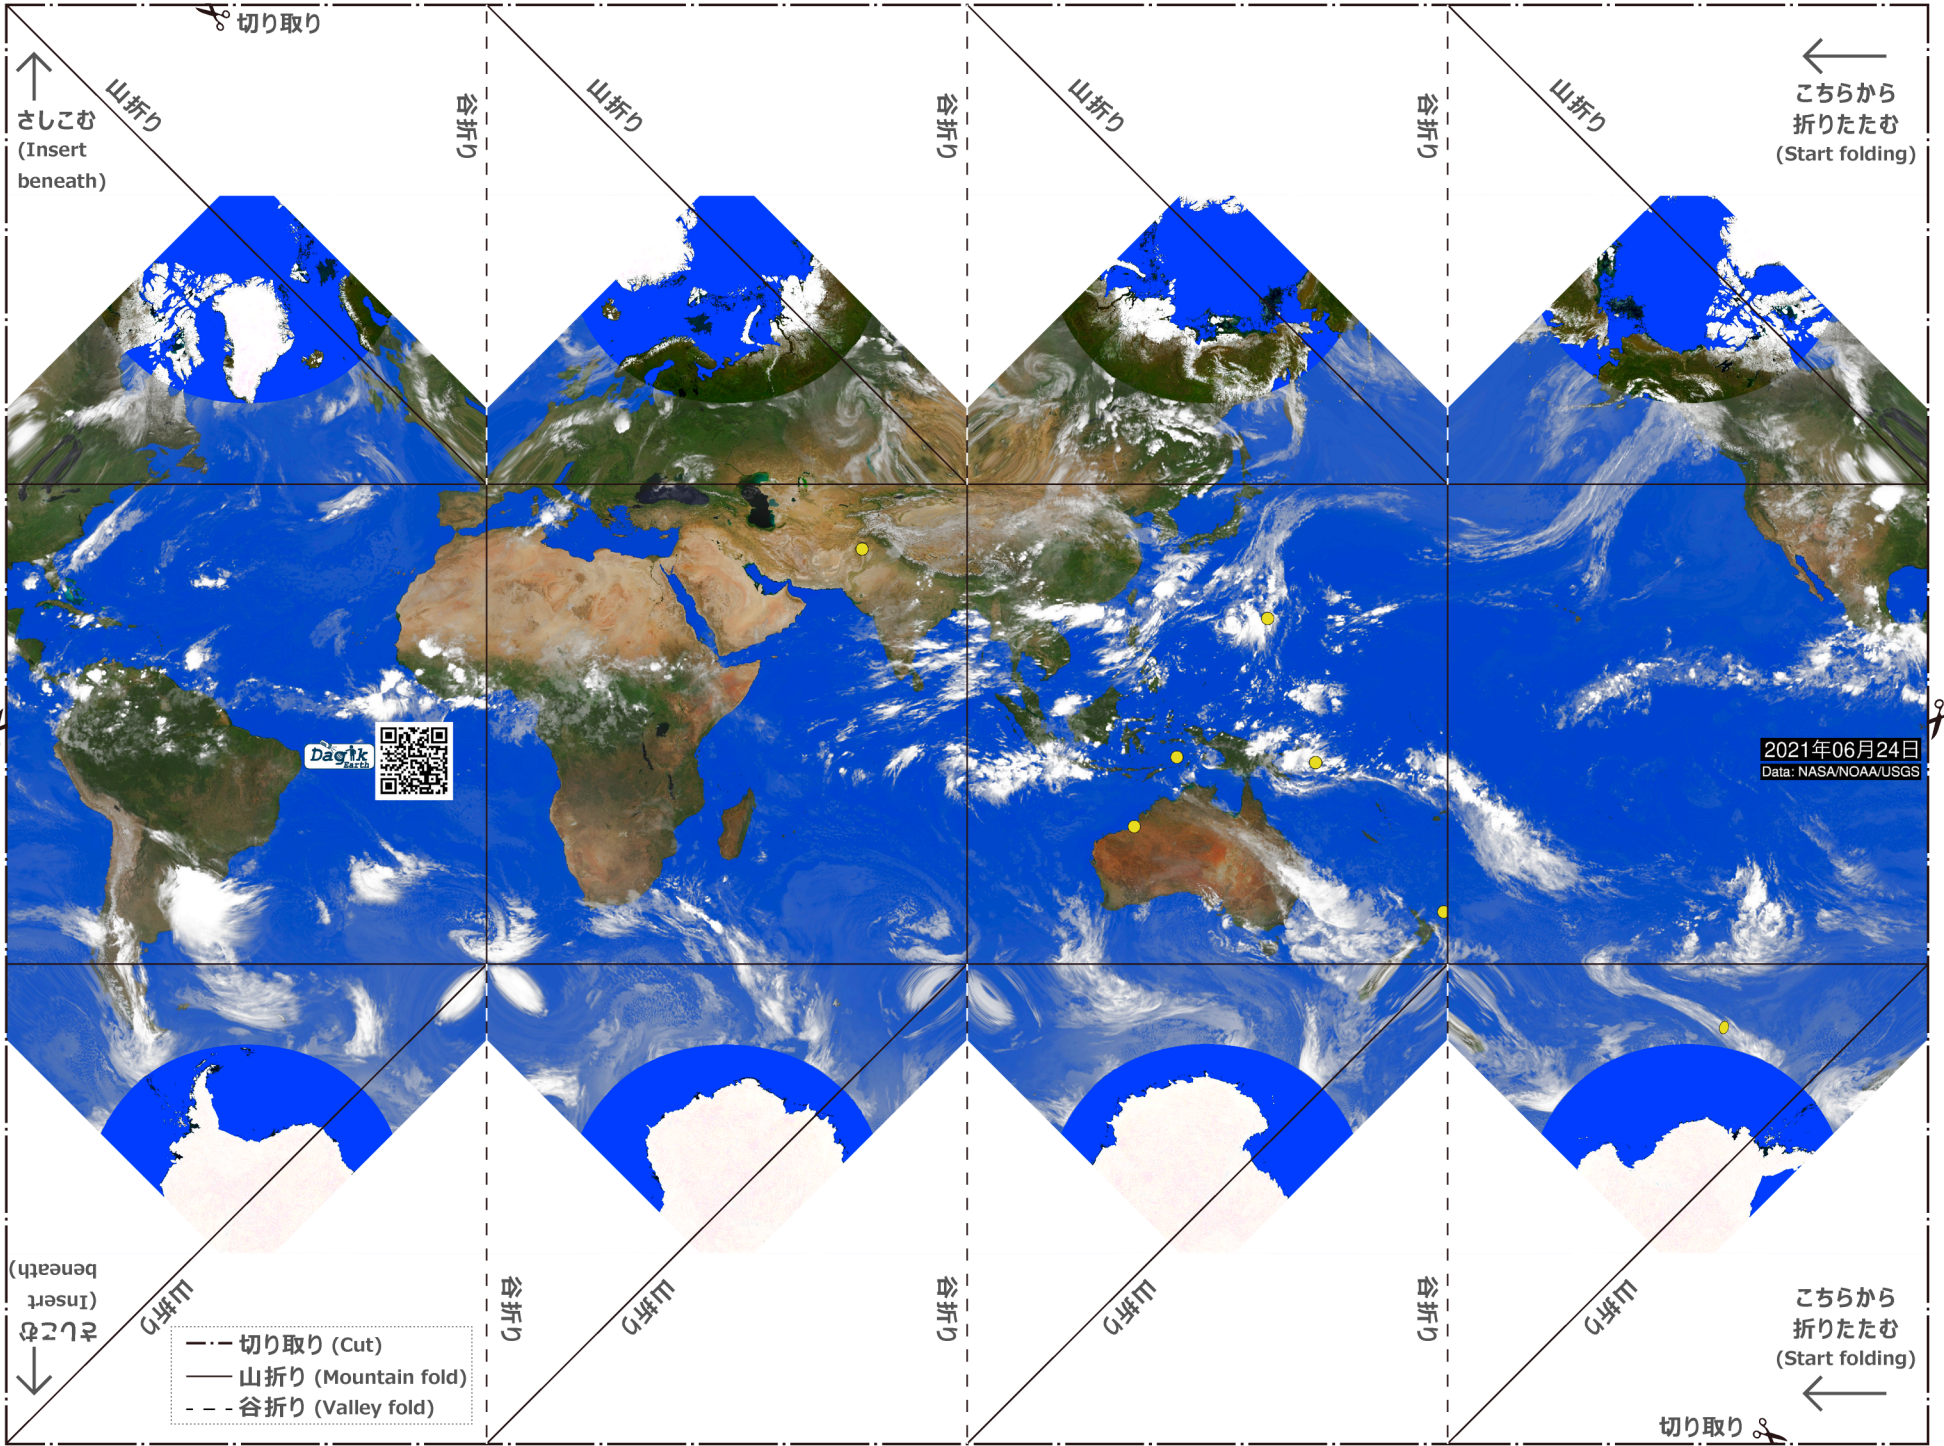 切り取り
山折り
谷折り
山折り
谷折り
山折り
谷折り
山折り
こちらから
折りたたむ
(Start folding)
さしこむ
(Insert
beneath)
Dagik
Earth
2021年06月24日
Data: NASA/NOAA/USGS
さしこむ
(Insert
beneath)
山折り
谷折り
山折り
谷折り
山折り
谷折り
山折り
こちらから
折りたたむ
(Start folding)
切り取り (Cut)
山折り (Mountain fold)
谷折り (Valley fold)
切り取り